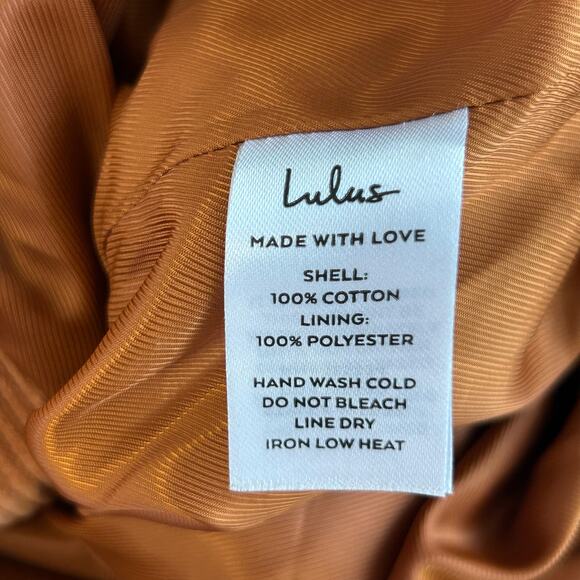 Lulus
MADE WITH LOVE
SHELL:
100% COTTON
LINING:
100% POLYESTER
HAND WASH COLD
DO NOT BLEACH
LINE DRY
IRON LOW HEAT